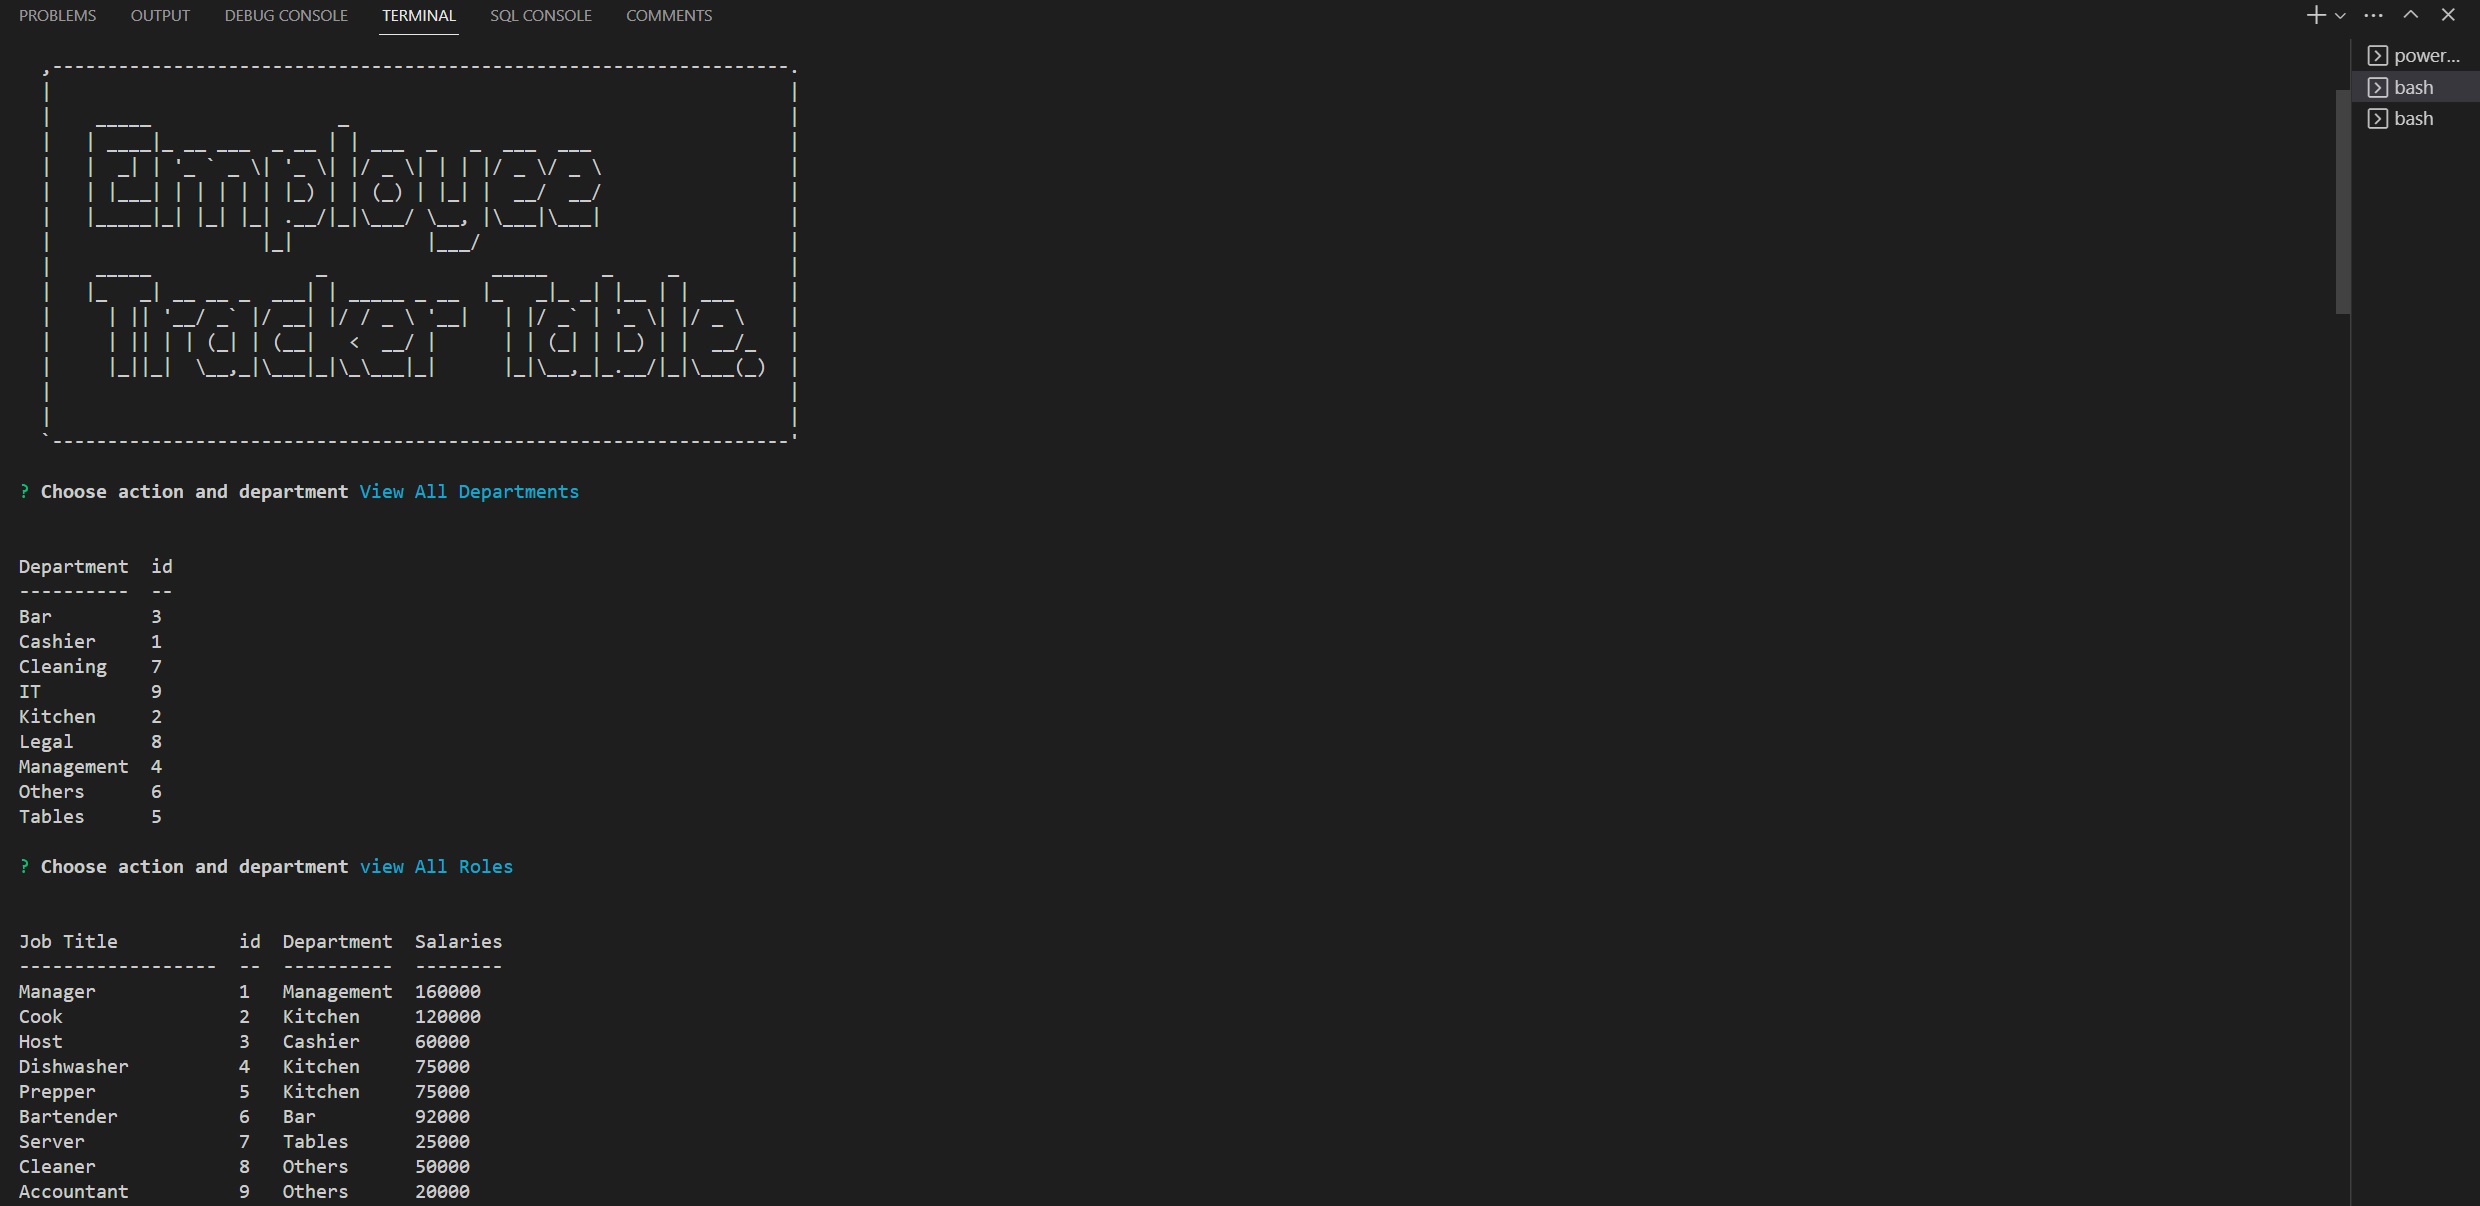 PROBLEMS OUTPUT DEBUG CONSOLE TERMINAL SQL CONSOLE COMMENTS
power...
bash
bash
Employee
Tracker Table.
? Choose action and department View All Departments
Department id
---------- --
Bar 3
Cashier 1
Cleaning 7
IT 9
Kitchen 2
Legal 8
Management 4
Others 6
Tables 5
? Choose action and department view All Roles
Job Title id Department Salaries
------------------ -- ---------- --------
Manager 1 Management 160000
Cook 2 Kitchen 120000
Host 3 Cashier 60000
Dishwasher 4 Kitchen 75000
Prepper 5 Kitchen 75000
Bartender 6 Bar 92000
Server 7 Tables 25000
Cleaner 8 Others 50000
Accountant 9 Others 20000